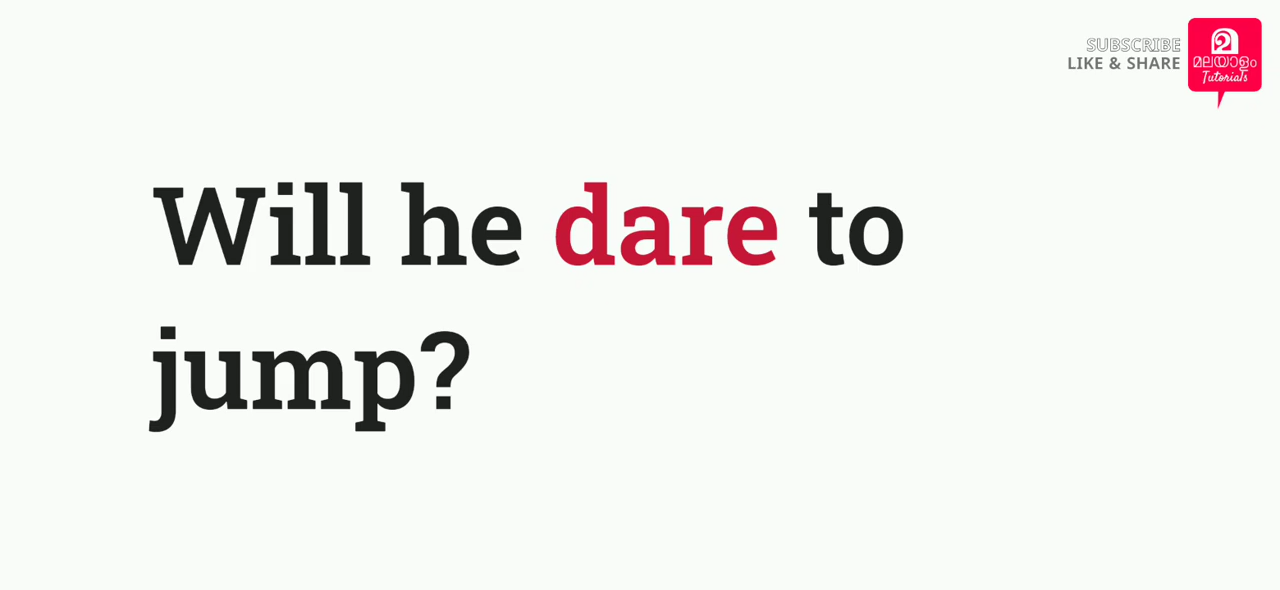 SUBSCRIBE
LIKE & SHARE
മ
മലയാളം
Tutorials
Will he dare to
jump?